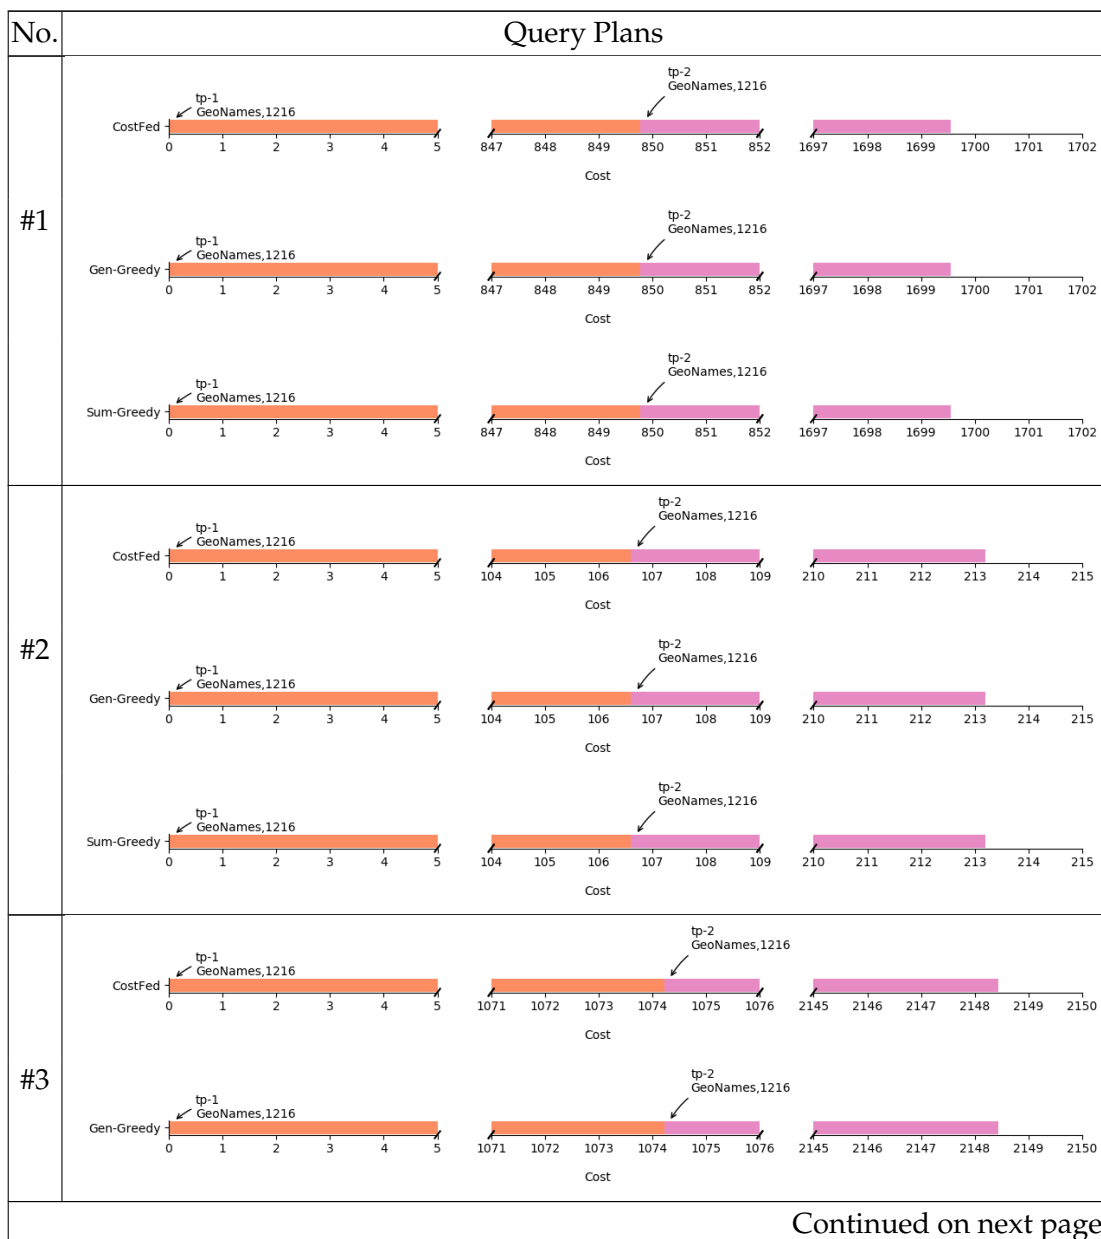 No. Query Plans
#1
tp-1
GeoNames,1216
tp-2
GeoNames,1216
CostFed
0 1 2 3 4 5 847 848 849 850 851 852 1697 1698 1699 1700 1701 1702
Cost
tp-1
GeoNames,1216
tp-2
GeoNames,1216
Gen-Greedy
0 1 2 3 4 5 847 848 849 850 851 852 1697 1698 1699 1700 1701 1702
Cost
tp-1
GeoNames,1216
tp-2
GeoNames,1216
Sum-Greedy
0 1 2 3 4 5 847 848 849 850 851 852 1697 1698 1699 1700 1701 1702
Cost
#2
tp-1
GeoNames,1216
tp-2
GeoNames,1216
CostFed
0 1 2 3 4 5 104 105 106 107 108 109 210 211 212 213 214 215
Cost
tp-1
GeoNames,1216
tp-2
GeoNames,1216
Gen-Greedy
0 1 2 3 4 5 104 105 106 107 108 109 210 211 212 213 214 215
Cost
tp-1
GeoNames,1216
tp-2
GeoNames,1216
Sum-Greedy
0 1 2 3 4 5 104 105 106 107 108 109 210 211 212 213 214 215
Cost
#3
tp-1
GeoNames,1216
tp-2
GeoNames,1216
CostFed
0 1 2 3 4 5 1071 1072 1073 1074 1075 1076 2145 2146 2147 2148 2149 2150
Cost
tp-1
GeoNames,1216
tp-2
GeoNames,1216
Gen-Greedy
0 1 2 3 4 5 1071 1072 1073 1074 1075 1076 2145 2146 2147 2148 2149 2150
Cost
Continued on next page